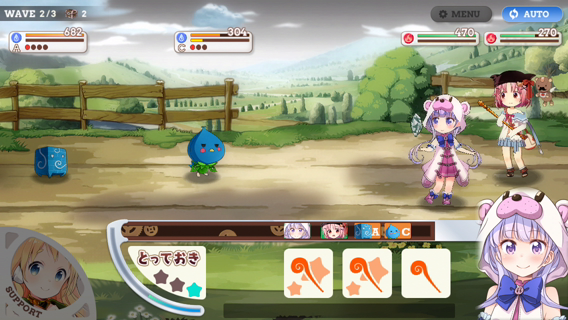 WAVE 2/3 2
MENU
AUTO
682
A
304
C
470
270
A C
とっておき
SUPPORT